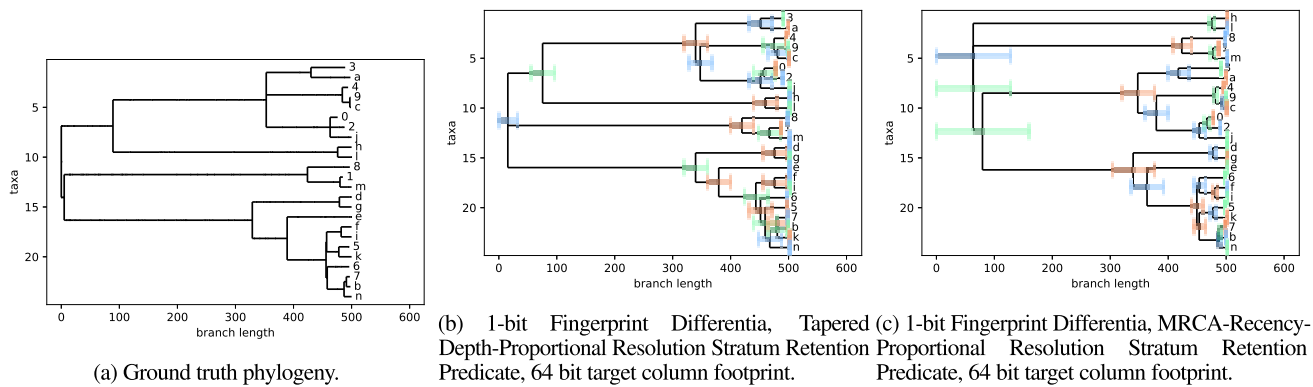 3
a
4
9
c
0
2
j
h
l
8
1
m
d
g
e
f
i
5
k
6
7
b
n
5
10
15
20
taxa
0 100 200 300 400 500 600
branch length
(a) Ground truth phylogeny.
3
a
4
9
c
0
2
j
h
8
m
d
g
e
f
i
6
5
7
b
k
n
5
10
15
20
taxa
0 100 200 300 400 500 600
branch length
(b) 1-bit Fingerprint Differentia, Tapered
Depth-Proportional Resolution Stratum Retention
Predicate, 64 bit target column footprint.
h
l
8
m
a
4
9
c
0
2
j
d
g
e
6
f
i
5
k
7
b
n
5
10
15
20
taxa
0 100 200 300 400 500 600
branch length
(c) 1-bit Fingerprint Differentia, MRCA-Recency-
Proportional Resolution Stratum Retention
Predicate, 64 bit target column footprint.